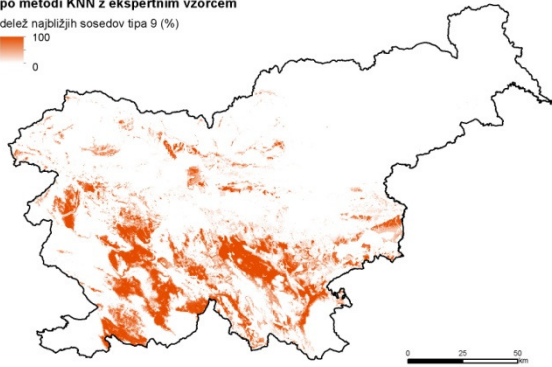 po metodi KNN z ekspertnim vzorcem
delež najbližjih sosedov tipa 9 (%)
100
0
0 25 50
km